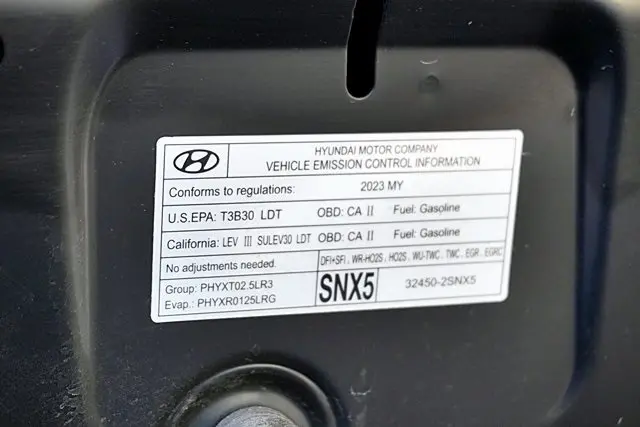 HYUNDAI MOTOR COMPANY
VEHICLE EMISSION CONTROL INFORMATION
Conforms to regulations: 2023 MY
U.S.EPA: T3B30 LDT OBD: CA II Fuel: Gasoline
California: LEV III SULEV30 LDT OBD: CA II Fuel: Gasoline
No adjustments needed. DFI+SFI, WR-HO2S, HO2S, WU-TWC, TWC, EGR, EGRC
Group: PHYXT02.5LR3 SNX5 32450-2SNX5
Evap.: PHYXR0125LRG